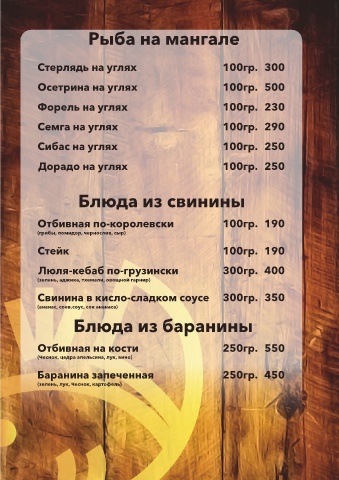 Рыба на мангале
Стерлядь на углях 100гр. 300
Осетрина на углях 100гр. 500
Форель на углях 100гр. 230
Семга на углях 100гр. 290
Сибас на углях 100гр. 250
Дорадо на углях 100гр. 250
Блюда из свинины
Отбивная по-королевски 100гр. 190
(грибы, помидор, чернослив, сыр)
Стейк 100гр. 190
Люля-кебаб по-грузински 300гр. 400
(зелень, аджика, ткемали, овощной гарнир)
Свинина в кисло-сладком соусе 300гр. 350
(ананас, соев.соус, сок ананаса)
Блюда из баранины
Отбивная на кости 250гр. 550
(Чеснок, цедра апельсина, лук, вино)
Баранина запеченная 250гр. 450
(зелень, лук, Чеснок, картофель)